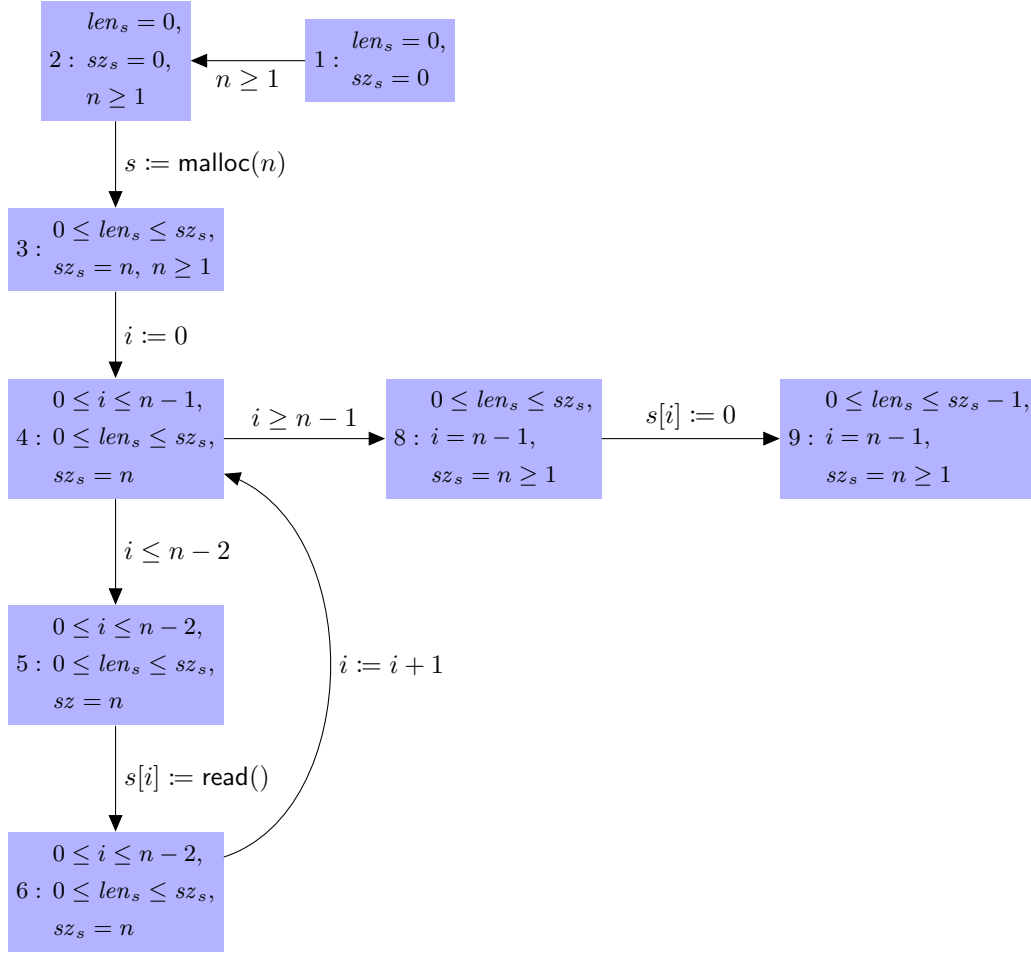 len_s = 0,
2 : sz_s = 0,
n ≥ 1
n ≥ 1
len_s = 0,
1 :
sz_s = 0
s := malloc(n)
0 ≤ len_s ≤ sz_s,
3 :
sz_s = n, n ≥ 1
i := 0
0 ≤ i ≤ n − 1,
4 : 0 ≤ len_s ≤ sz_s,
sz_s = n
i ≥ n − 1
0 ≤ len_s ≤ sz_s,
8 : i = n − 1,
sz_s = n ≥ 1
s[i] := 0
0 ≤ len_s ≤ sz_s − 1,
9 : i = n − 1,
sz_s = n ≥ 1
i ≤ n − 2
0 ≤ i ≤ n − 2,
5 : 0 ≤ len_s ≤ sz_s,
sz = n
i := i + 1
s[i] := read()
0 ≤ i ≤ n − 2,
6 : 0 ≤ len_s ≤ sz_s,
sz_s = n